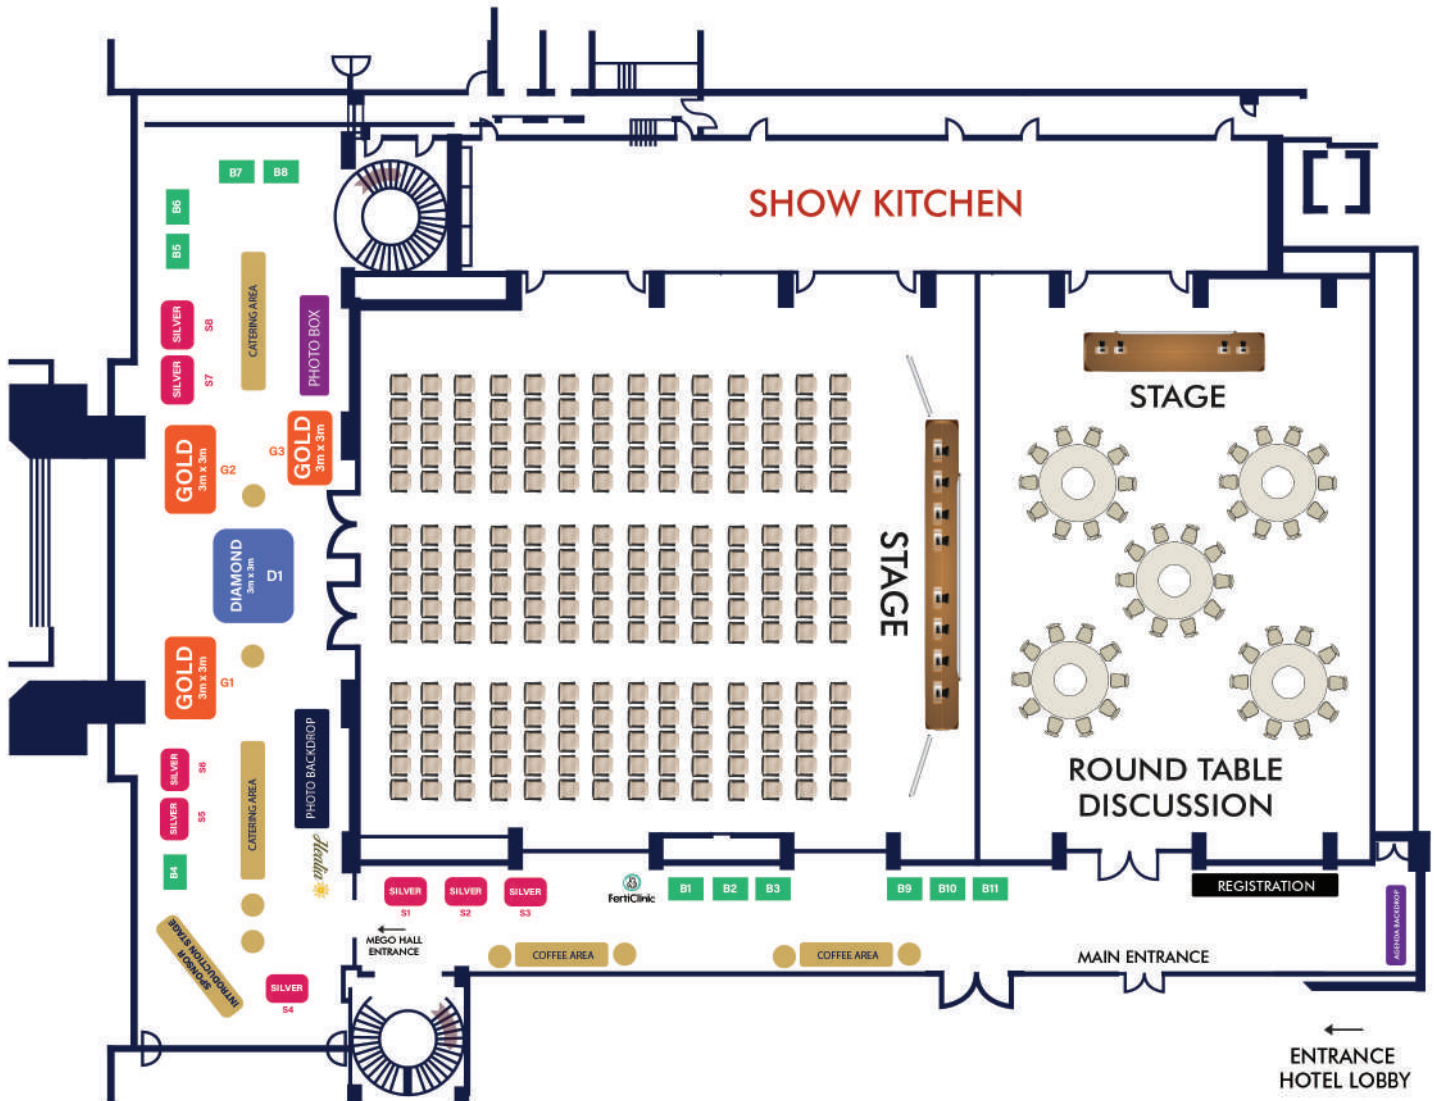 SHOW KITCHEN
B7
B8
B6
B5
CATERING AREA
PHOTO BOX
SILVER
S8
SILVER
S7
GOLD
3m x 3m
G2
G3
GOLD
3m x 3m
DIAMOND
3m x 3m
D1
GOLD
3m x 3m
G1
STAGE
STAGE
ROUND TABLE
DISCUSSION
PHOTO BACKDROP
SILVER
S6
SILVER
S5
CATERING AREA
B4
Healia
SPONSOR
INTRODUCTION STAGE
SILVER
S4
SILVER
S1
SILVER
S2
SILVER
S3
FertiClinic
B1
B2
B3
B9
B10
B11
REGISTRATION
AGENDA BACKDROP
MEGO HALL
ENTRANCE
COFFEE AREA
COFFEE AREA
MAIN ENTRANCE
ENTRANCE
HOTEL LOBBY